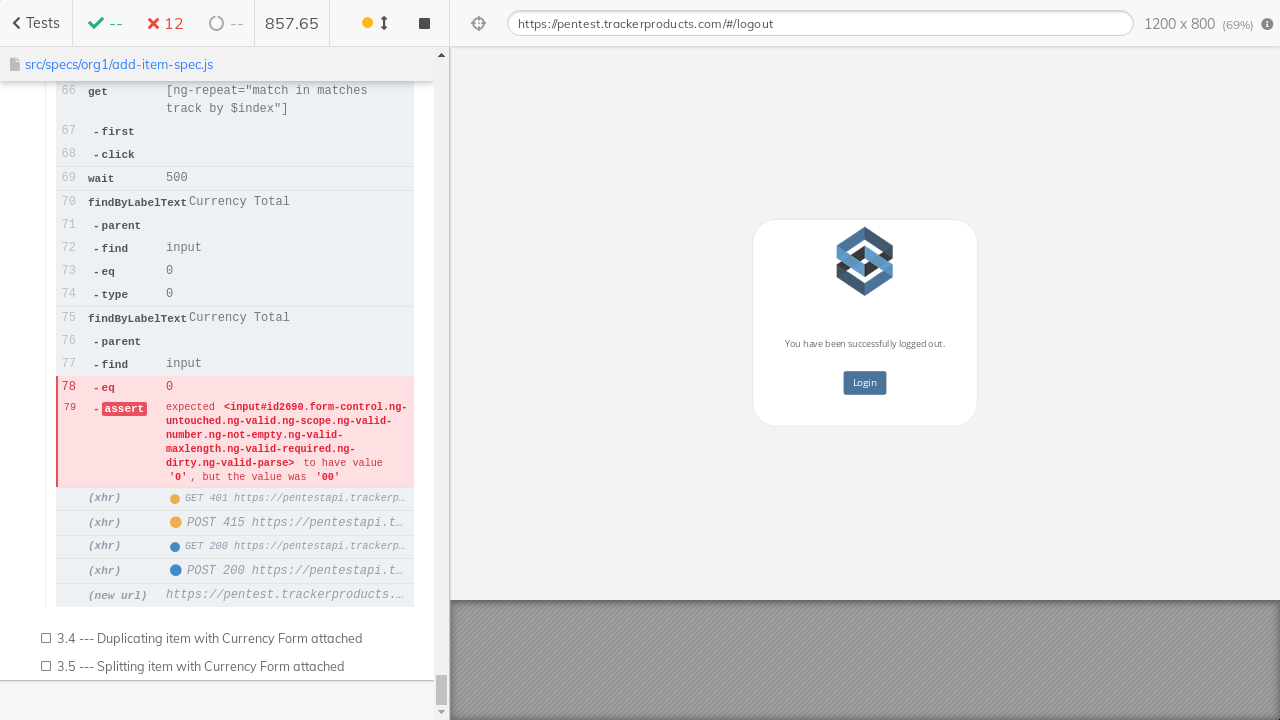 Tests
--
12
--
857.65
https://pentest.trackerproducts.com/#/logout
1200 x 800 (69%)
src/specs/org1/add-item-spec.js
66 get [ng-repeat="match in matches
track by $index"]
67 -first
68 -click
69 wait 500
70 findByLabelText Currency Total
71 -parent
72 -find input
73 -eq 0
74 -type 0
75 findByLabelText Currency Total
76 -parent
77 -find input
78 -eq 0
79 -assert expected <input#id2690.form-control.ng-
untouched.ng-valid.ng-scope.ng-valid-
number.ng-not-empty.ng-valid-
maxlength.ng-valid-required.ng-
dirty.ng-valid-parse> to have value
'0', but the value was '00'
(xhr) GET 401 https://pentestapi.trackerp…
(xhr) POST 415 https://pentestapi.t…
(xhr) GET 200 https://pentestapi.trackerp…
(xhr) POST 200 https://pentestapi.t…
(new url) https://pentest.trackerproducts.…
3.4 --- Duplicating item with Currency Form attached
3.5 --- Splitting item with Currency Form attached
You have been successfully logged out.
Login